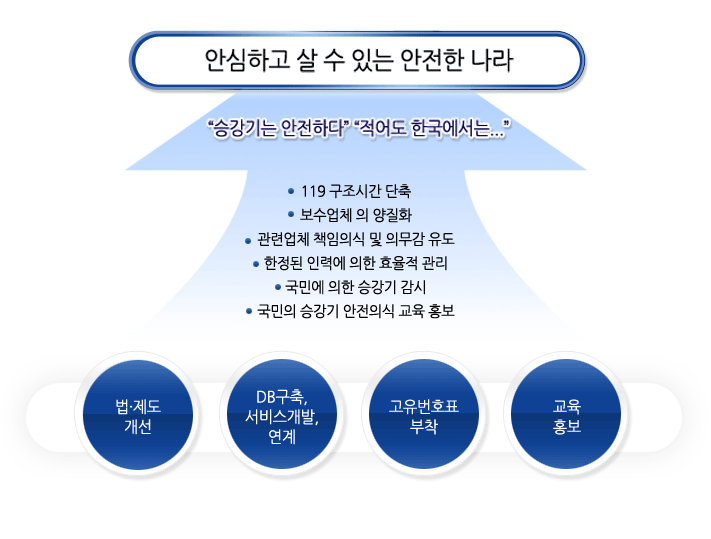 안심하고 살 수 있는 안전한 나라
“승강기는 안전하다” “적어도 한국에서는...”
119 구조시간 단축
보수업체 의 양질화
관련업체 책임의식 및 의무감 유도
한정된 인력에 의한 효율적 관리
국민에 의한 승강기 감시
국민의 승강기 안전의식 교육 홍보
법·제도
개선
DB구축,
서비스개발,
연계
고유번호표
부착
교육
홍보